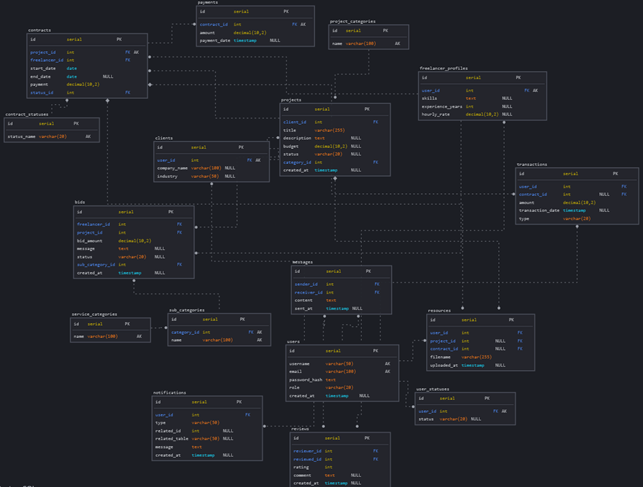 payments
id serial PK
contract_id int FK AK
amount decimal(10,2)
payment_date timestamp NULL
project_categories
id serial PK
name varchar(100) AK
contracts
id serial PK
project_id int FK AK
freelancer_id int FK
start_date date
end_date date NULL
payment decimal(10,2)
status_id int FK
contract_statuses
id serial PK
status_name varchar(20) AK
freelancer_profiles
id serial PK
user_id int FK AK
skills text NULL
experience_years int NULL
hourly_rate decimal(10,2) NULL
projects
id serial PK
client_id int FK
title varchar(255)
description text NULL
budget decimal(10,2) NULL
status varchar(20) NULL
category_id int FK
created_at timestamp NULL
clients
id serial PK
user_id int FK AK
company_name varchar(100) NULL
industry varchar(50) NULL
transactions
id serial PK
user_id int FK
contract_id int NULL FK
amount decimal(10,2)
transaction_date timestamp NULL
type varchar(20)
bids
id serial PK
freelancer_id int FK
project_id int FK
bid_amount decimal(10,2)
message text NULL
status varchar(20) NULL
sub_category_id int FK
created_at timestamp NULL
messages
id serial PK
sender_id int FK
receiver_id int FK
content text
sent_at timestamp NULL
service_categories
id serial PK
name varchar(100) AK
sub_categories
id serial PK
category_id int FK AK
name varchar(100) AK
resources
id serial PK
user_id int FK
project_id int NULL FK
contract_id int NULL FK
filename varchar(255)
uploaded_at timestamp NULL
users
id serial PK
username varchar(50) AK
email varchar(100) AK
password_hash text
role varchar(20)
created_at timestamp NULL
user_statuses
id serial PK
user_id int FK AK
status varchar(20) NULL
notifications
id serial PK
user_id int FK
type varchar(30)
related_id int NULL
related_table varchar(30) NULL
message text
created_at timestamp NULL
reviews
id serial PK
reviewer_id int FK
reviewed_id int FK
rating int
comment text NULL
created_at timestamp NULL